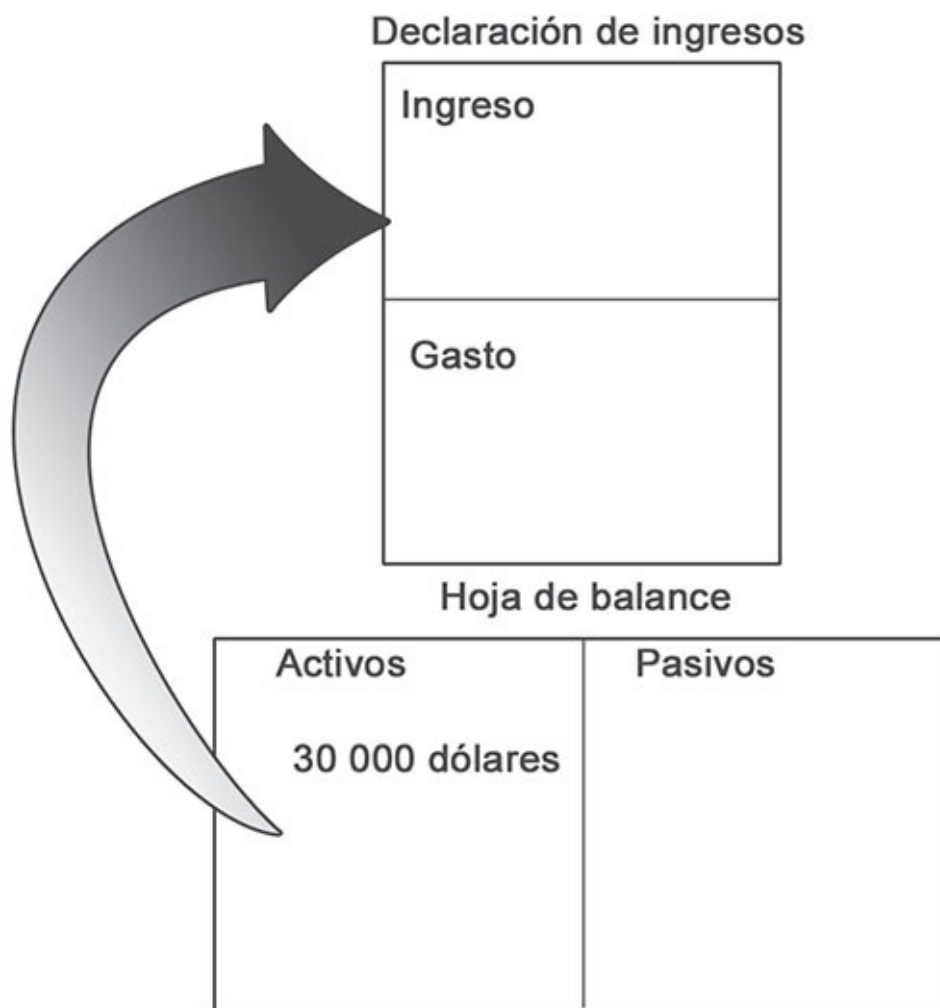 Declaración de ingresos
Ingreso
Gasto
Hoja de balance
Activos
Pasivos
30 000 dólares